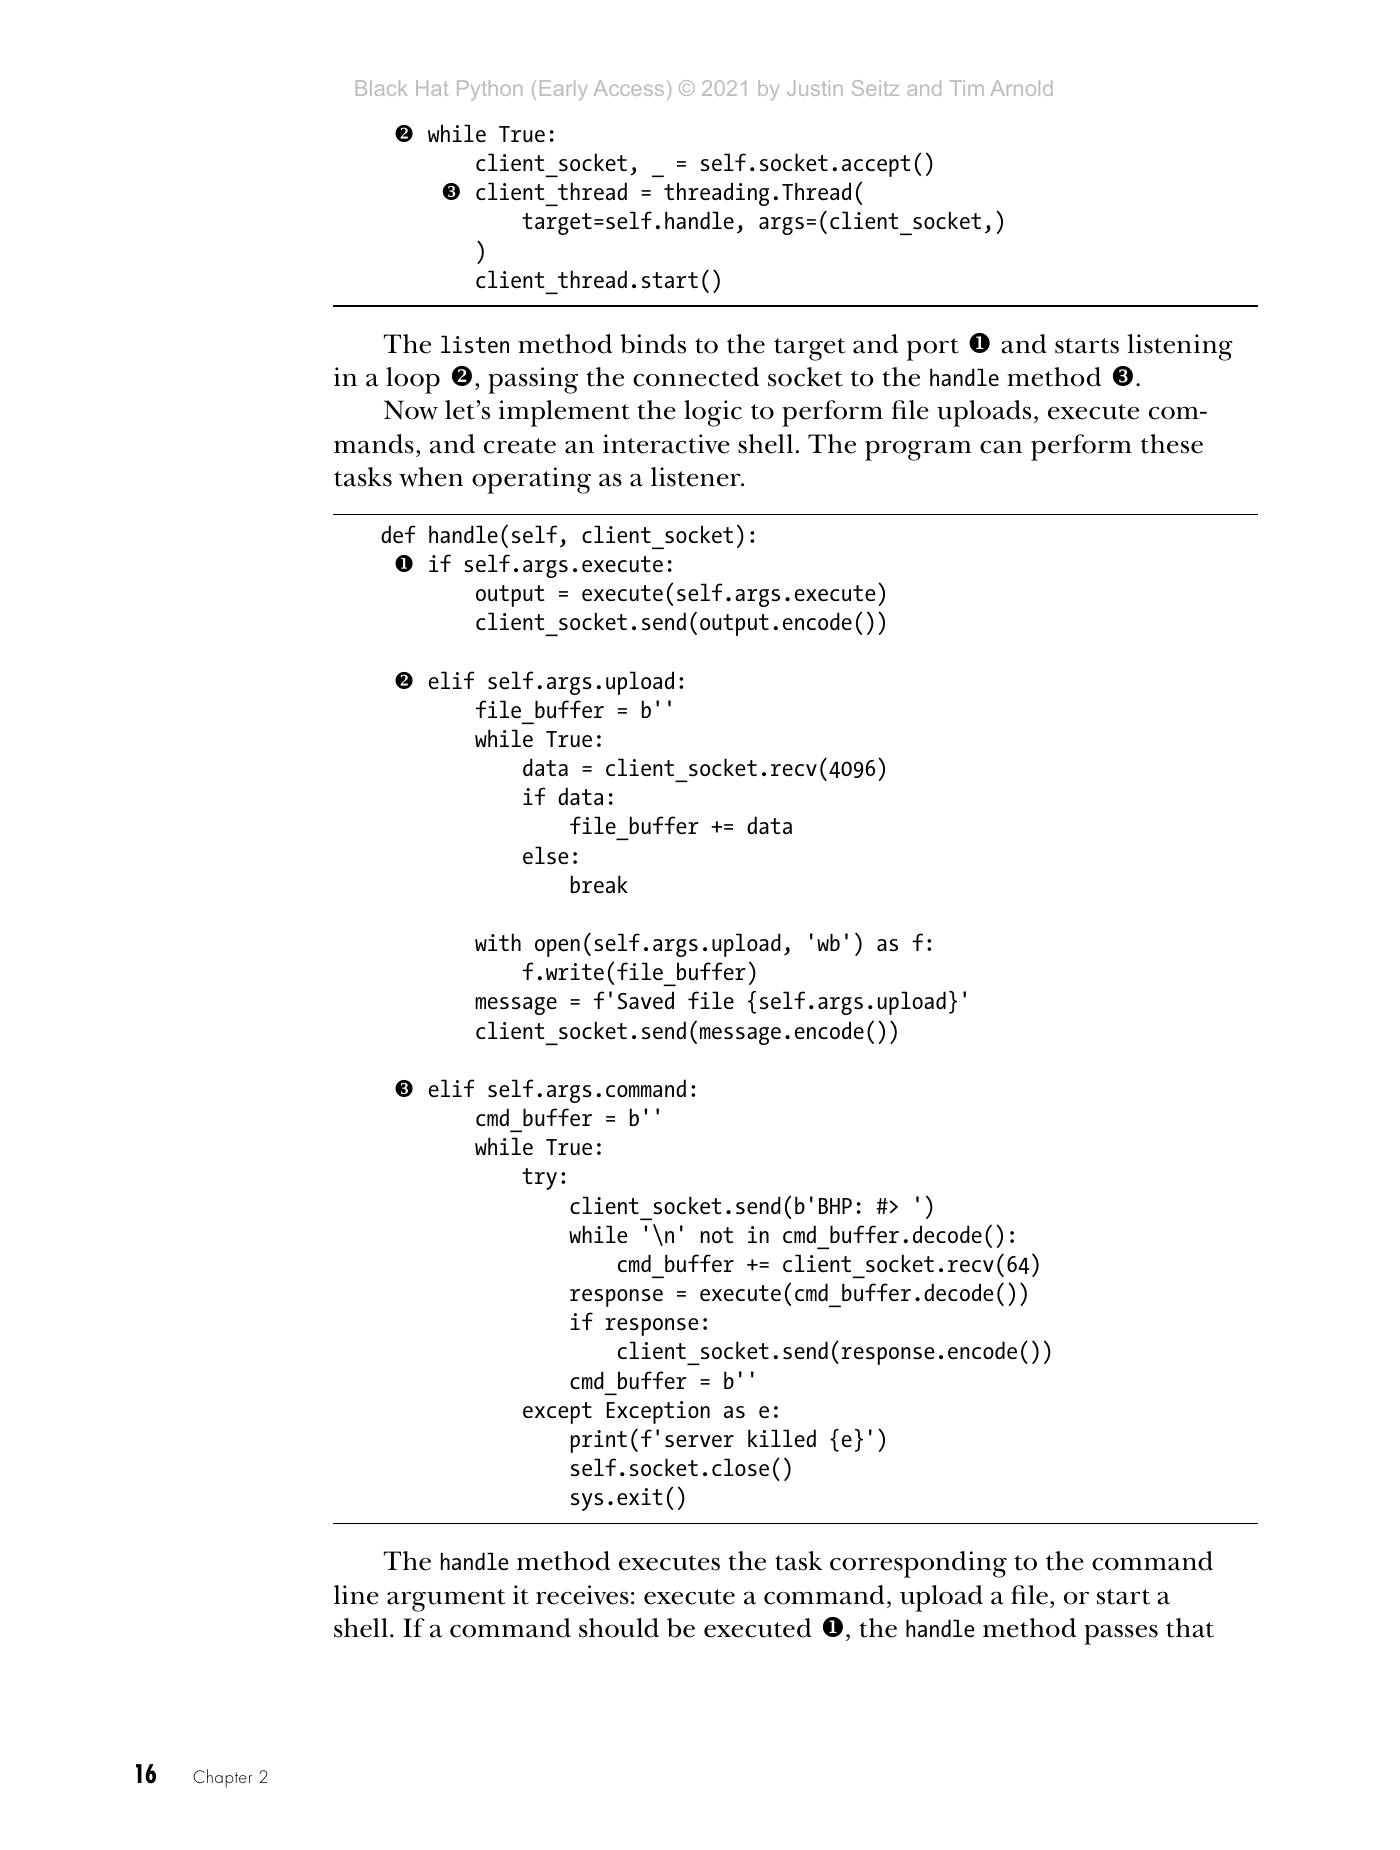 Black Hat Python (Early Access) © 2021 by Justin Seitz and Tim Arnold
❷ while True:
client_socket, _ = self.socket.accept()
❸ client_thread = threading.Thread(
target=self.handle, args=(client_socket,)
)
client_thread.start()
The listen method binds to the target and port ❶ and starts listening
in a loop ❷, passing the connected socket to the handle method ❸.
Now let’s implement the logic to perform file uploads, execute com-
mands, and create an interactive shell. The program can perform these
tasks when operating as a listener.
def handle(self, client_socket):
❶ if self.args.execute:
output = execute(self.args.execute)
client_socket.send(output.encode())
❷ elif self.args.upload:
file_buffer = b''
while True:
data = client_socket.recv(4096)
if data:
file_buffer += data
else:
break
with open(self.args.upload, 'wb') as f:
f.write(file_buffer)
message = f'Saved file {self.args.upload}'
client_socket.send(message.encode())
❸ elif self.args.command:
cmd_buffer = b''
while True:
try:
client_socket.send(b'BHP: #> ')
while '\n' not in cmd_buffer.decode():
cmd_buffer += client_socket.recv(64)
response = execute(cmd_buffer.decode())
if response:
client_socket.send(response.encode())
cmd_buffer = b''
except Exception as e:
print(f'server killed {e}')
self.socket.close()
sys.exit()
The handle method executes the task corresponding to the command
line argument it receives: execute a command, upload a file, or start a
shell. If a command should be executed ❶, the handle method passes that
16 Chapter 2